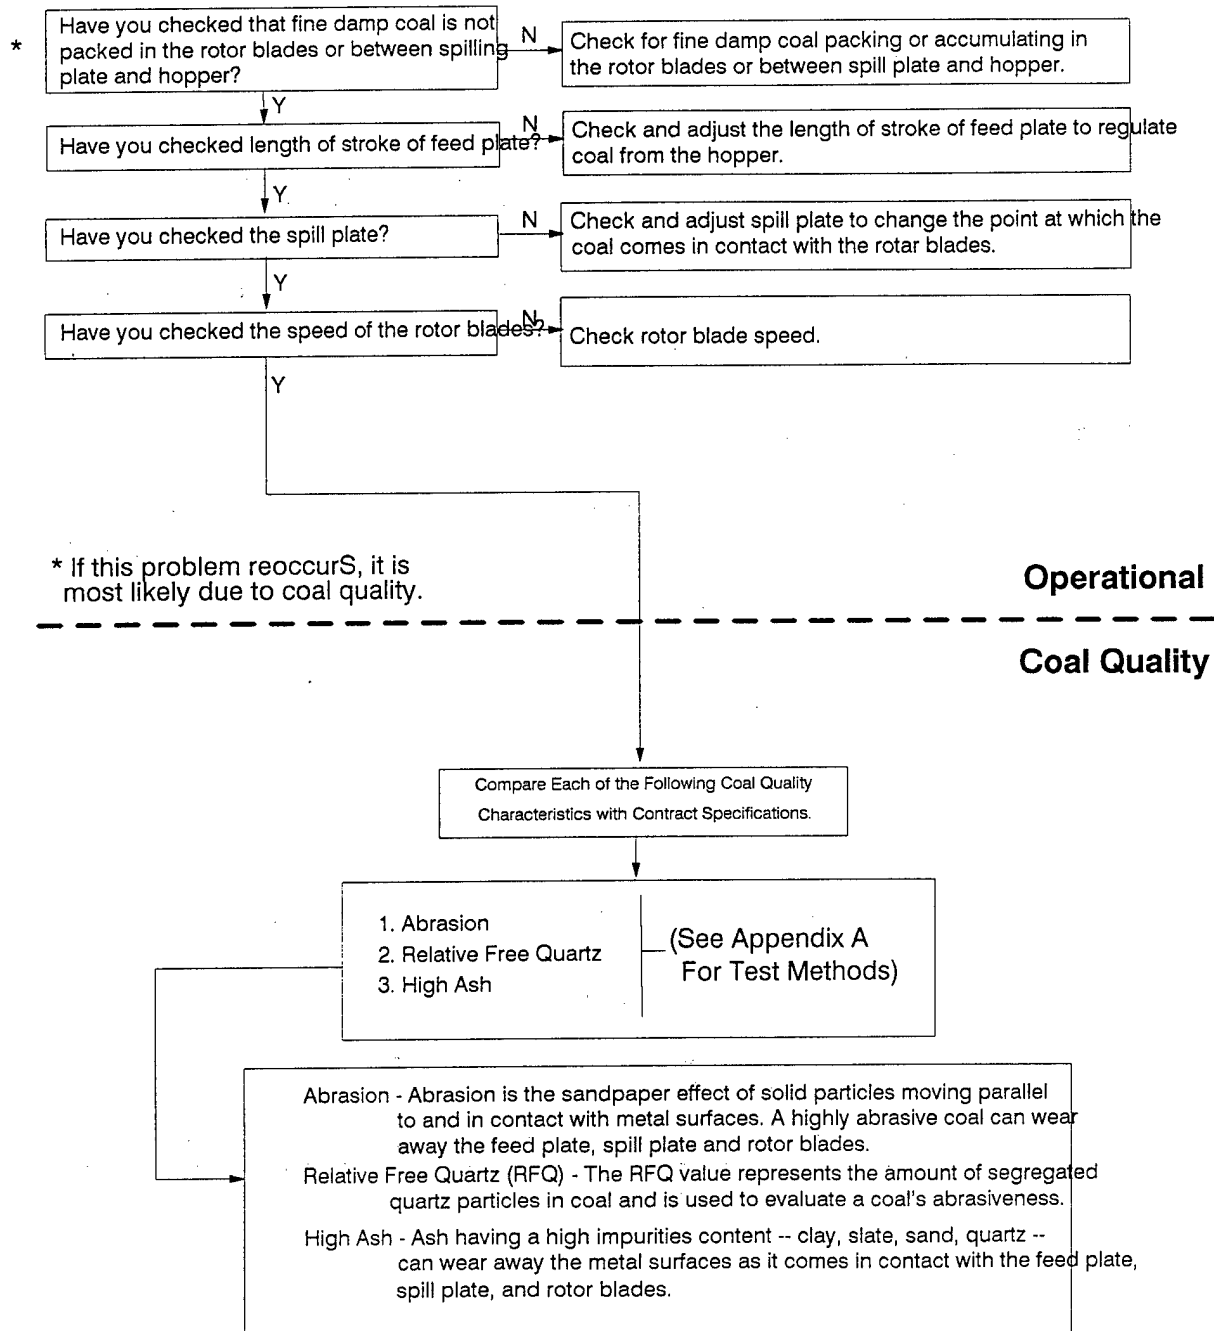 Have you checked that fine damp coal is not
packed in the rotor blades or between spilling
plate and hopper?
*
N
Check for fine damp coal packing or accumulating in
the rotor blades or between spill plate and hopper.
Y
Have you checked length of stroke of feed plate?
N
Check and adjust the length of stroke of feed plate to regulate
coal from the hopper.
Y
Have you checked the spill plate?
N
Check and adjust spill plate to change the point at which the
coal comes in contact with the rotar blades.
Y
Have you checked the speed of the rotor blades?
N
Check rotor blade speed.
Y
* If this problem reoccurS, it is
most likely due to coal quality.
Operational
Coal Quality
Compare Each of the Following Coal Quality
Characteristics with Contract Specifications.
1. Abrasion
2. Relative Free Quartz
3. High Ash
(See Appendix A
For Test Methods)
Abrasion - Abrasion is the sandpaper effect of solid particles moving parallel
to and in contact with metal surfaces. A highly abrasive coal can wear
away the feed plate, spill plate and rotor blades.
Relative Free Quartz (RFQ) - The RFQ value represents the amount of segregated
quartz particles in coal and is used to evaluate a coal's abrasiveness.
High Ash - Ash having a high impurities content -- clay, slate, sand, quartz --
can wear away the metal surfaces as it comes in contact with the feed plate,
spill plate, and rotor blades.